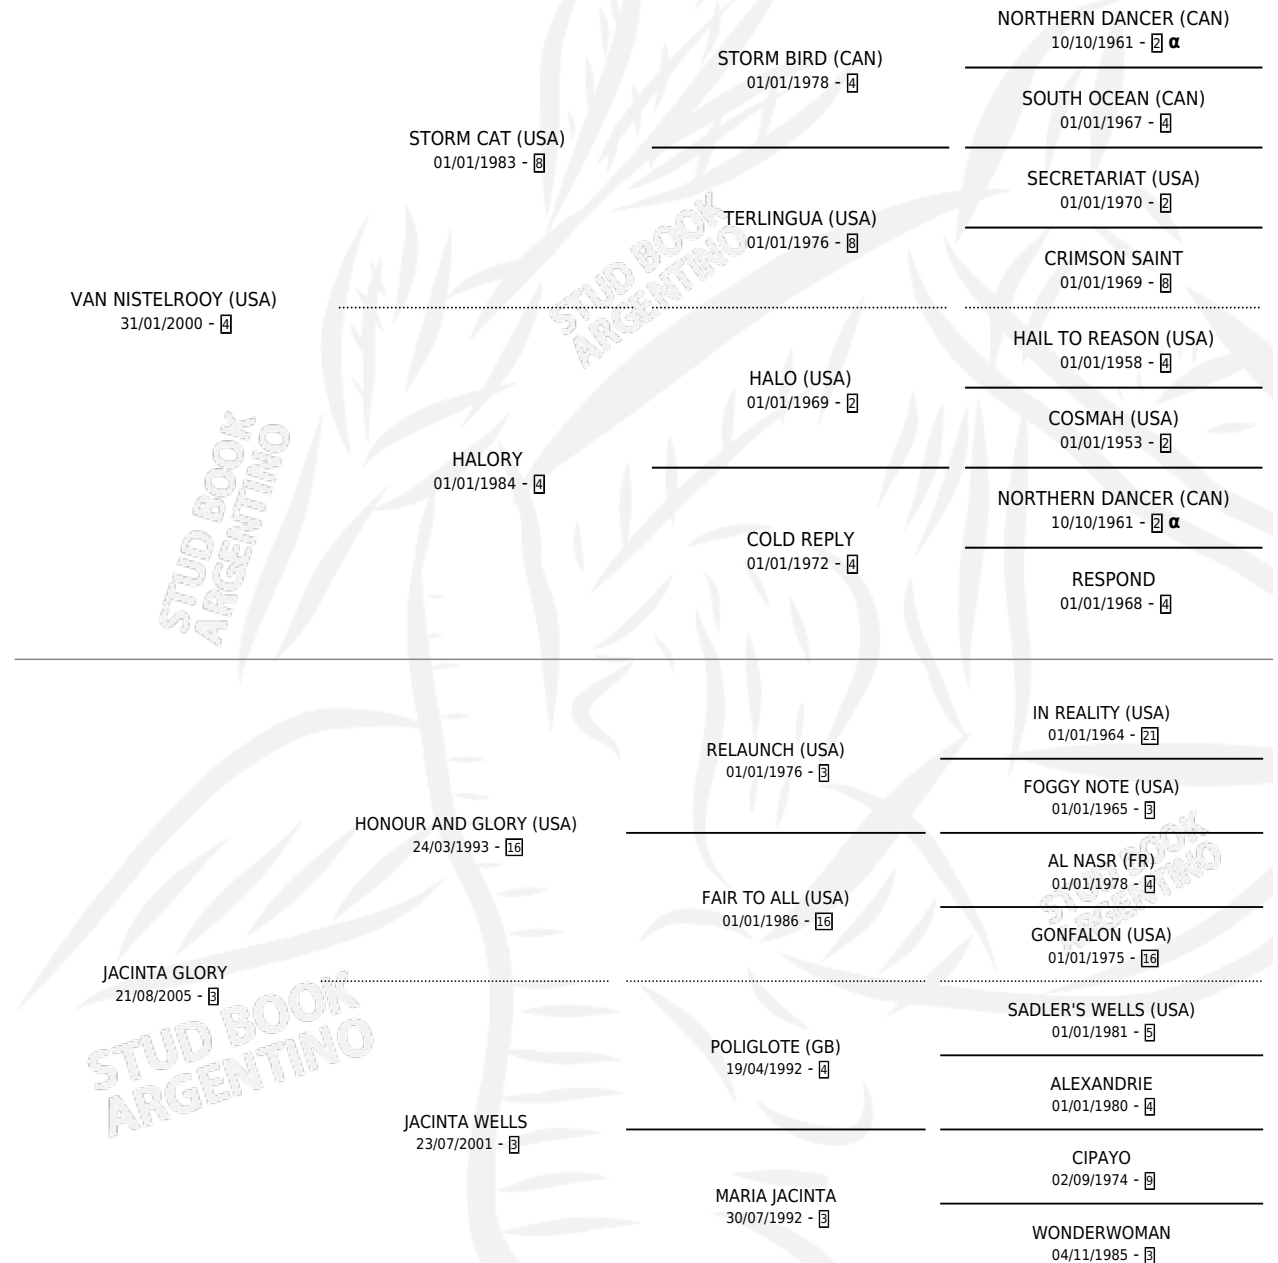 NORTHERN DANCER (CAN)
10/10/1961 - 2 α
STORM BIRD (CAN)
01/01/1978 - 4
SOUTH OCEAN (CAN)
01/01/1967 - 4
STORM CAT (USA)
01/01/1983 - 8
SECRETARIAT (USA)
01/01/1970 - 2
TERLINGUA (USA)
01/01/1976 - 8
CRIMSON SAINT
01/01/1969 - 8
VAN NISTELROOY (USA)
31/01/2000 - 4
HAIL TO REASON (USA)
01/01/1958 - 4
HALO (USA)
01/01/1969 - 2
COSMAH (USA)
01/01/1953 - 2
HALORY
01/01/1984 - 4
NORTHERN DANCER (CAN)
10/10/1961 - 2 α
COLD REPLY
01/01/1972 - 4
RESPOND
01/01/1968 - 4
IN REALITY (USA)
01/01/1964 - 21
RELAUNCH (USA)
01/01/1976 - 3
FOGGY NOTE (USA)
01/01/1965 - 3
HONOUR AND GLORY (USA)
24/03/1993 - 16
AL NASR (FR)
01/01/1978 - 4
FAIR TO ALL (USA)
01/01/1986 - 16
GONFALON (USA)
01/01/1975 - 16
JACINTA GLORY
21/08/2005 - 3
SADLER'S WELLS (USA)
01/01/1981 - 5
POLIGLOTE (GB)
19/04/1992 - 4
ALEXANDRIE
01/01/1980 - 4
JACINTA WELLS
23/07/2001 - 3
CIPAYO
02/09/1974 - 9
MARIA JACINTA
30/07/1992 - 3
WONDERWOMAN
04/11/1985 - 3
STUD BOOK
ARGENTINO
STUD BOOK
ARGENTINO
STUD BOOK
ARGENTINO
STUD BOOK
ARGENTINO